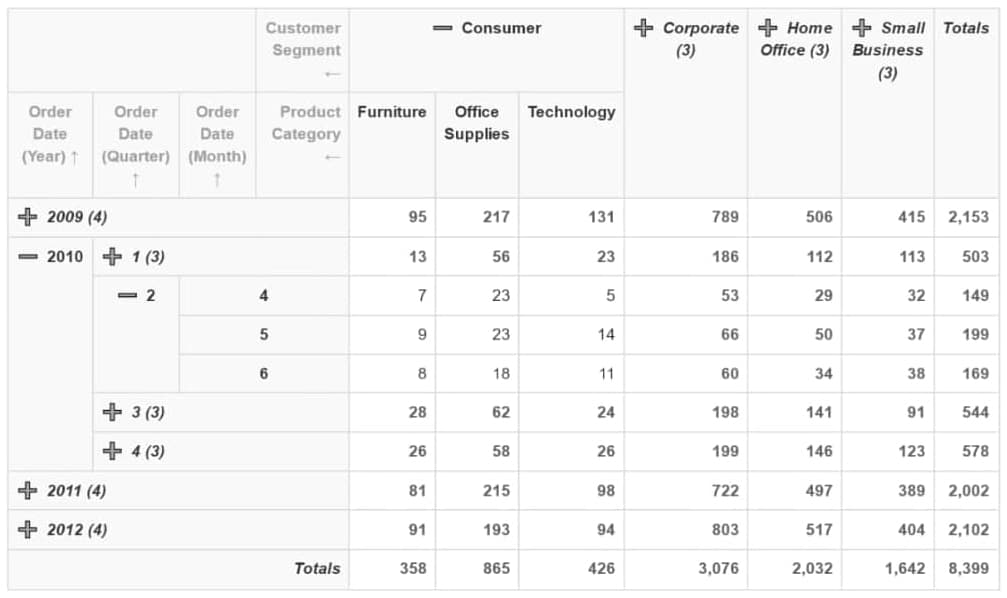 Customer Segment ← Consumer Corporate (3) Home Office (3) Small Business (3) Totals
Order Date (Year) ↑ Order Date (Quarter) ↑ Order Date (Month) ↑ Product Category ← Furniture Office Supplies Technology
2009 (4) 95 217 131 789 506 415 2,153
2010 1 (3) 13 56 23 186 112 113 503
2 4 7 23 5 53 29 32 149
5 9 23 14 66 50 37 199
6 8 18 11 60 34 38 169
3 (3) 28 62 24 198 141 91 544
4 (3) 26 58 26 199 146 123 578
2011 (4) 81 215 98 722 497 389 2,002
2012 (4) 91 193 94 803 517 404 2,102
Totals 358 865 426 3,076 2,032 1,642 8,399